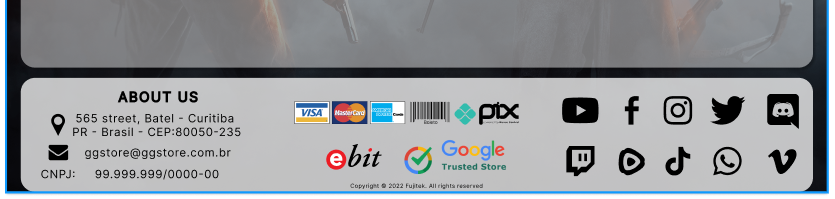 ABOUT US
565 street, Batel - Curitiba
PR - Brasil - CEP:80050-235
ggstore@ggstore.com.br
CNPJ: 99.999.999/0000-00
VISA MasterCard Boleto pix
ebit Google
Trusted Store
Copyright © 2022 Fujitek. All rights reserved